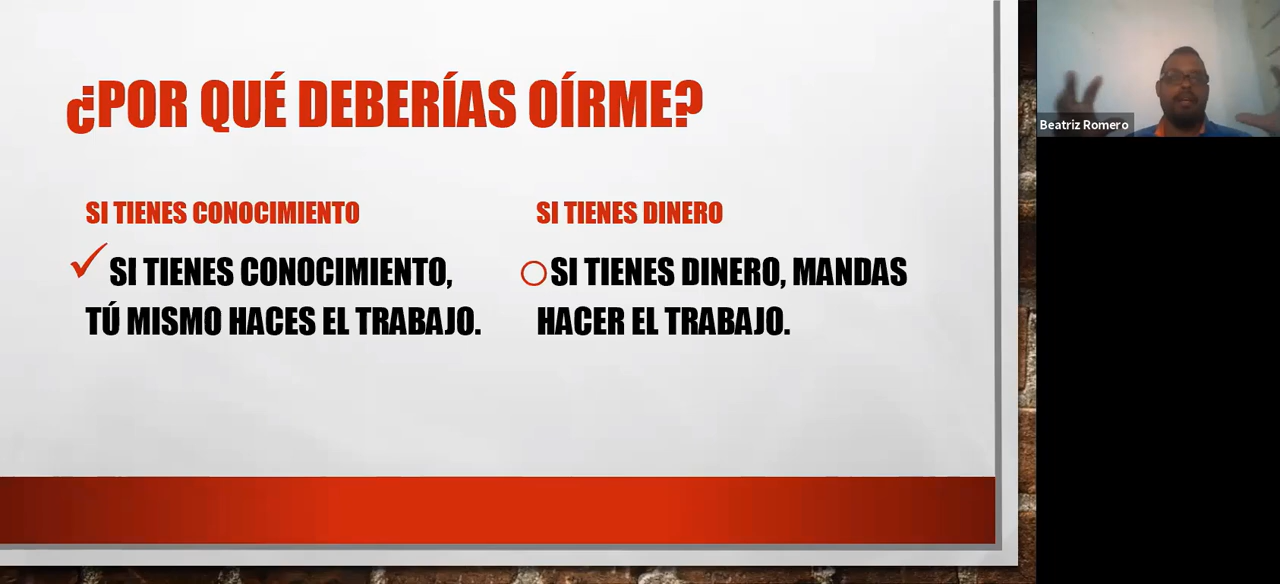 ¿POR QUÉ DEBERÍAS OÍRME?
SI TIENES CONOCIMIENTO
SI TIENES CONOCIMIENTO,
TÚ MISMO HACES EL TRABAJO.
SI TIENES DINERO
SI TIENES DINERO, MANDAS
HACER EL TRABAJO.
Beatriz Romero